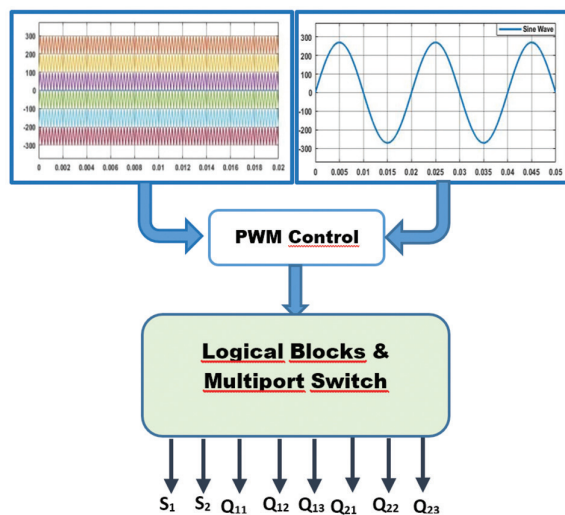 300
200
100
0
-100
-200
-300
0 0.002 0.004 0.006 0.008 0.01 0.012 0.014 0.016 0.018 0.02
Sine Wave
300
200
100
0
-100
-200
-300
0 0.005 0.01 0.015 0.02 0.025 0.03 0.035 0.04 0.045 0.05
PWM Control
Logical Blocks &
Multiport Switch
S1 S2 Q11 Q12 Q13 Q21 Q22 Q23